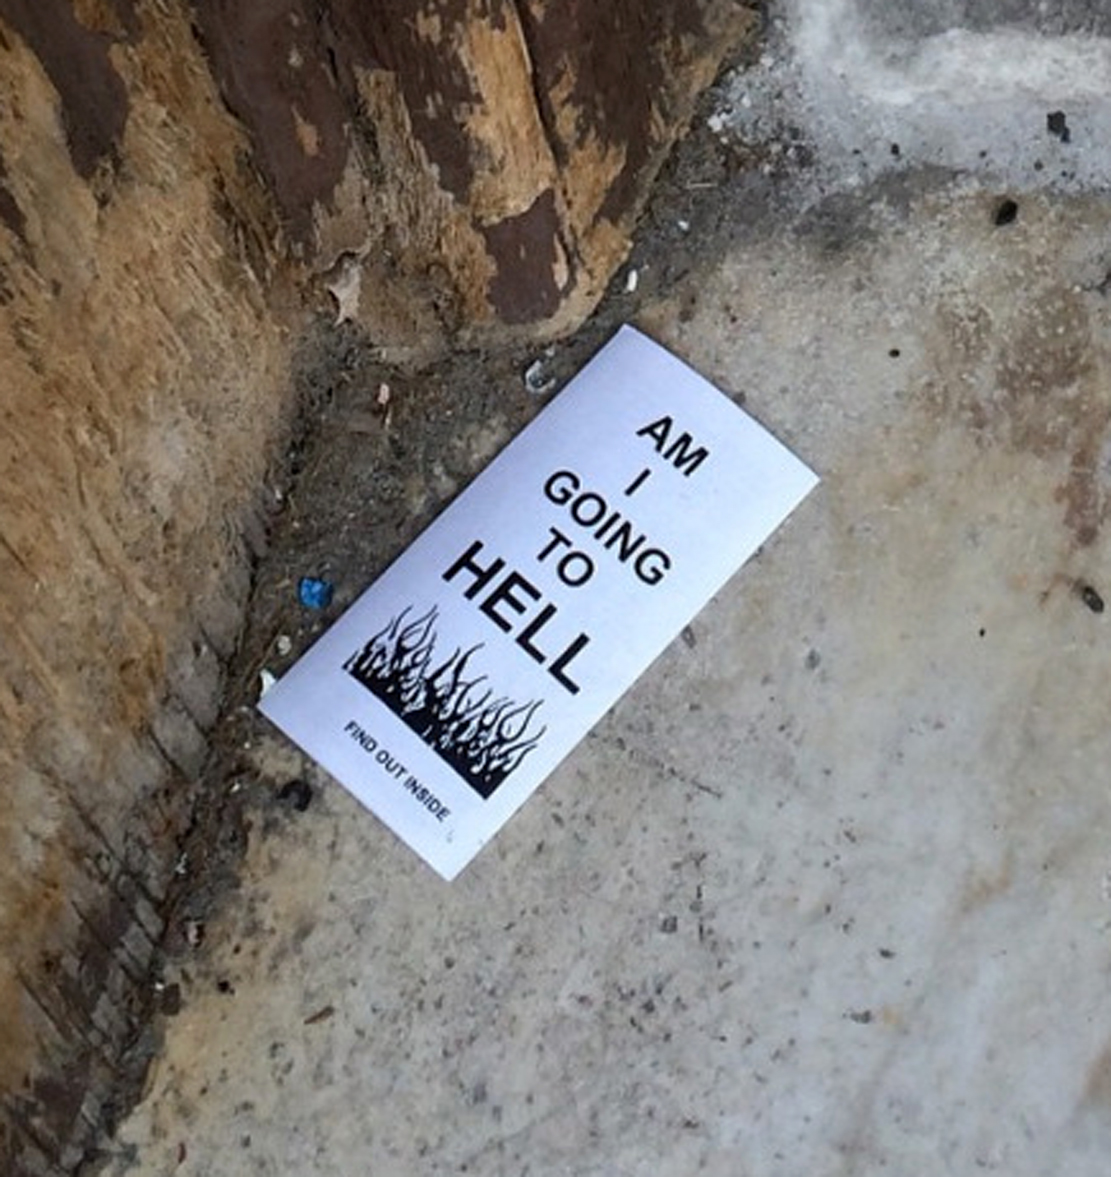 AM
I
GOING
TO
HELL
FIND OUT INSIDE